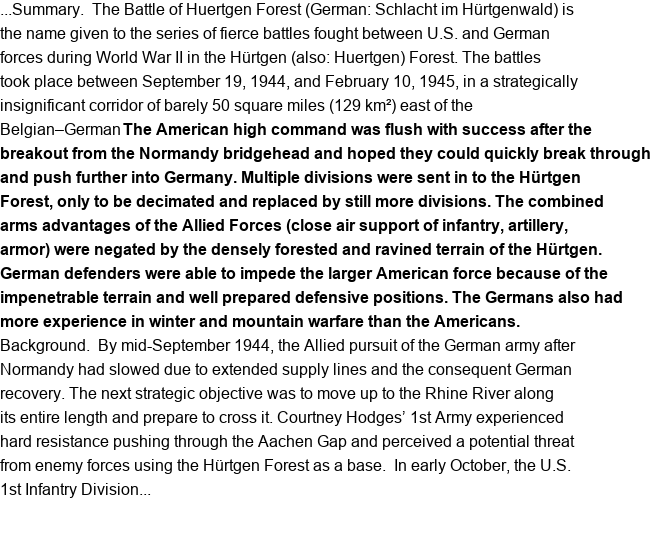 ...Summary.  The Battle of Huertgen Forest (German: Schlacht im Hürtgenwald) is
the name given to the series of fierce battles fought between U.S. and German
forces during World War II in the Hürtgen (also: Huertgen) Forest. The battles
took place between September 19, 1944, and February 10, 1945, in a strategically
insignificant corridor of barely 50 square miles (129 km²) east of the
Belgian–German The American high command was flush with success after the
breakout from the Normandy bridgehead and hoped they could quickly break through
and push further into Germany. Multiple divisions were sent in to the Hürtgen
Forest, only to be decimated and replaced by still more divisions. The combined
arms advantages of the Allied Forces (close air support of infantry, artillery,
armor) were negated by the densely forested and ravined terrain of the Hürtgen.
German defenders were able to impede the larger American force because of the
impenetrable terrain and well prepared defensive positions. The Germans also had
more experience in winter and mountain warfare than the Americans.
Background.  By mid-September 1944, the Allied pursuit of the German army after
Normandy had slowed due to extended supply lines and the consequent German
recovery. The next strategic objective was to move up to the Rhine River along
its entire length and prepare to cross it. Courtney Hodges’ 1st Army experienced
hard resistance pushing through the Aachen Gap and perceived a potential threat
from enemy forces using the Hürtgen Forest as a base.  In early October, the U.S.
1st Infantry Division...